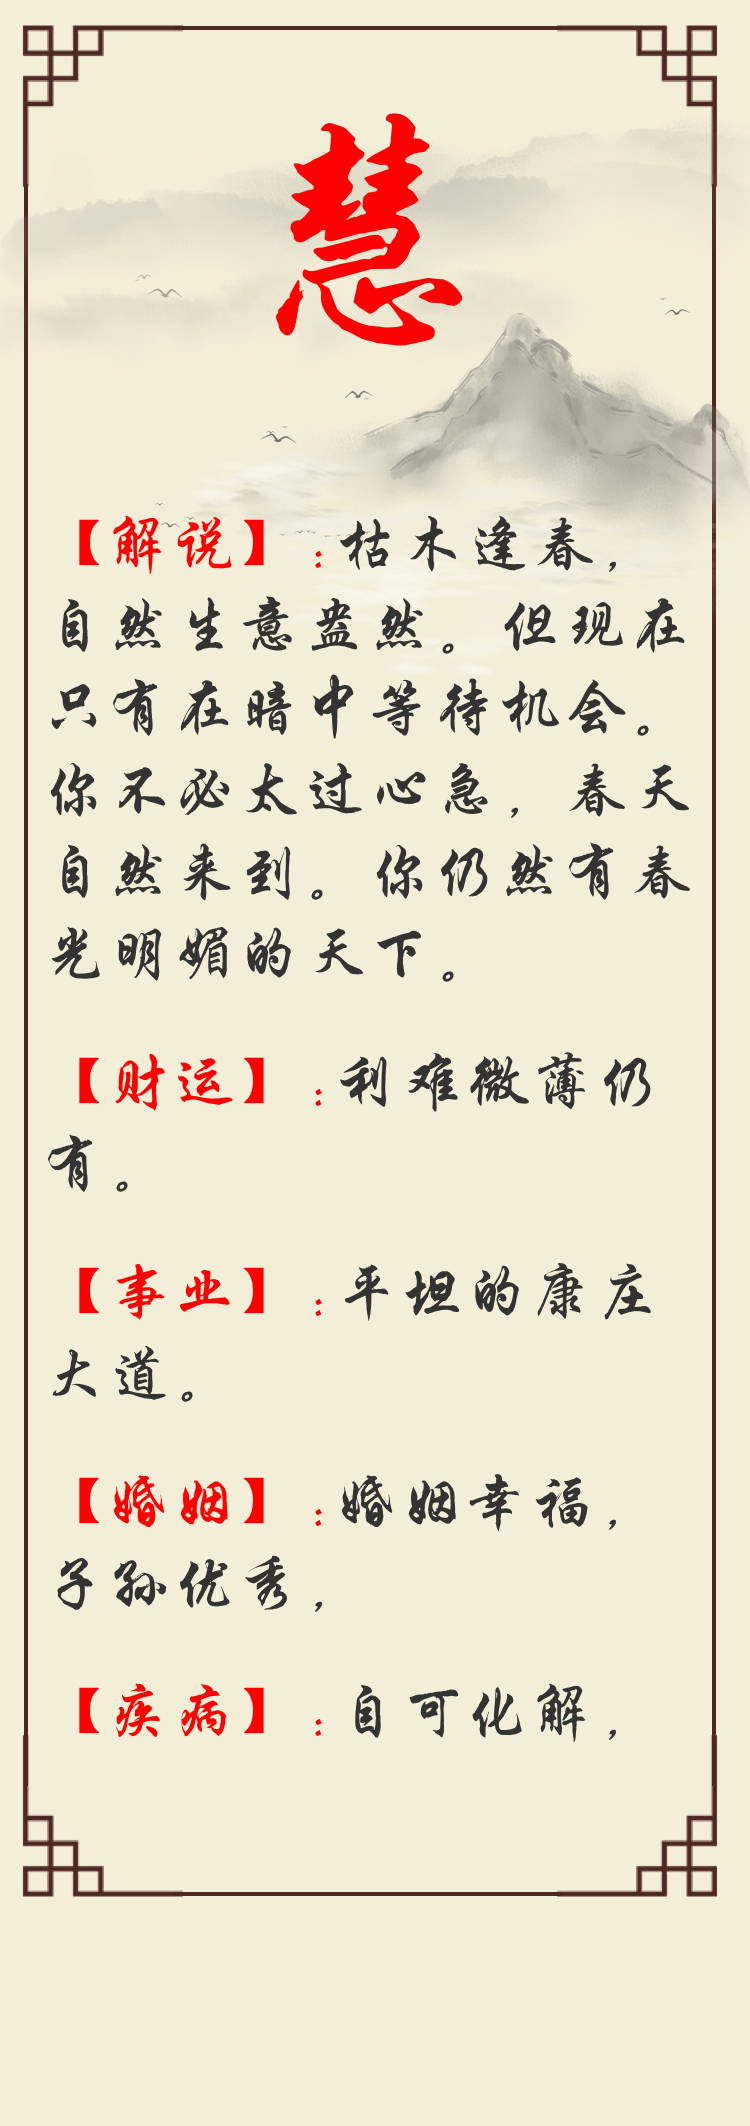 慧
【解说】:枯木逢春,
自然生意盎然。但现在
只有在暗中等待机会。
你不必太过心急,春天
自然来到。你仍然有春
光明媚的天下。
【财运】:利难微薄仍
有。
【事业】:平坦的康庄
大道。
【婚姻】:婚姻幸福,
子孙优秀,
【疾病】:自可化解,